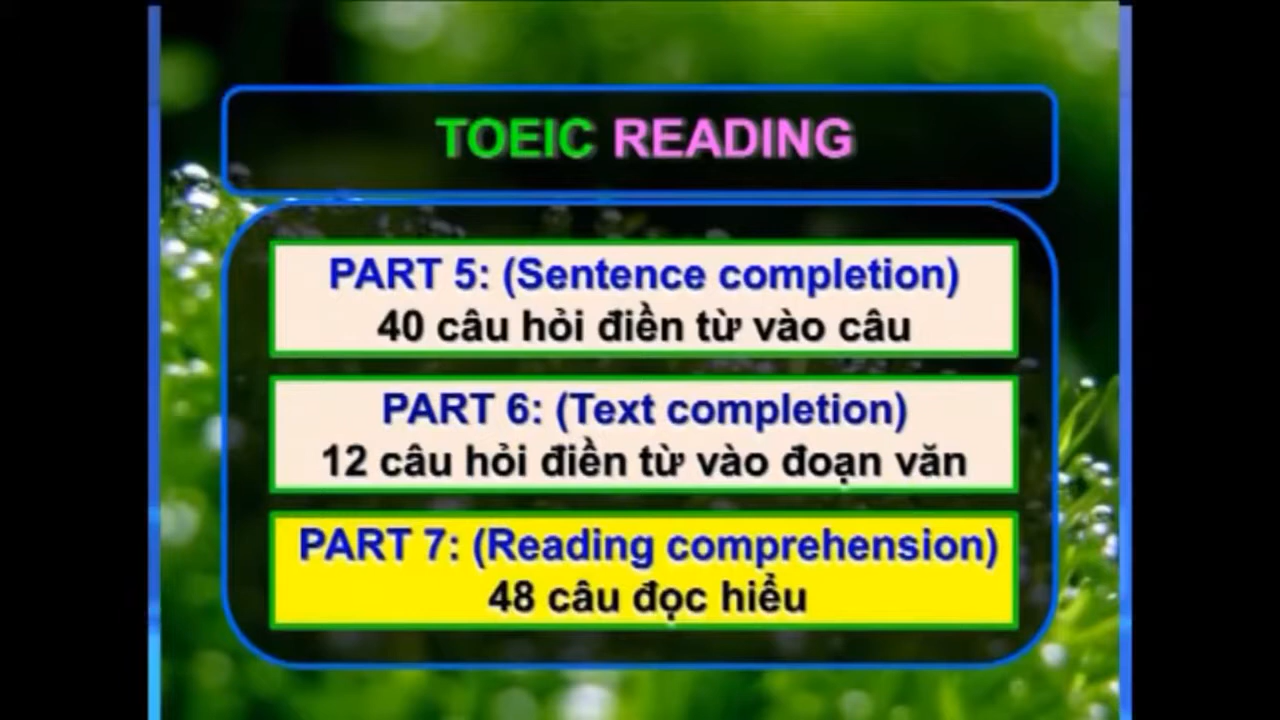 TOEIC READING
PART 5: (Sentence completion)
40 câu hỏi điền từ vào câu
PART 6: (Text completion)
12 câu hỏi điền từ vào đoạn văn
PART 7: (Reading comprehension)
48 câu đọc hiểu